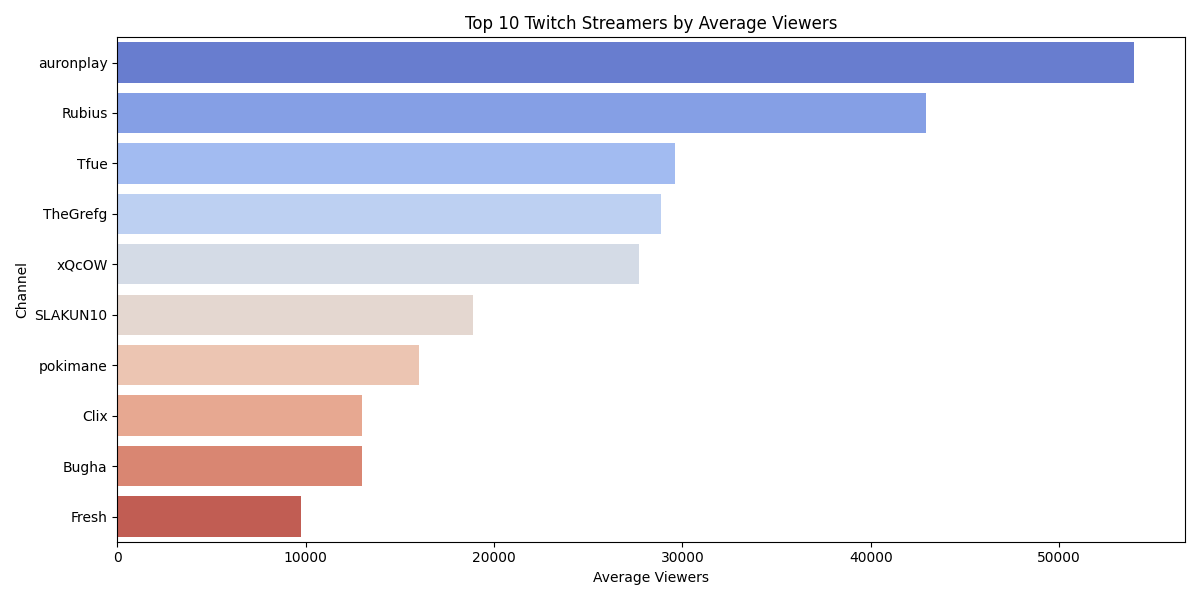 Top 10 Twitch Streamers by Average Viewers
Channel
auronplay
Rubius
Tfue
TheGrefg
xQcOW
SLAKUN10
pokimane
Clix
Bugha
Fresh
0 10000 20000 30000 40000 50000
Average Viewers